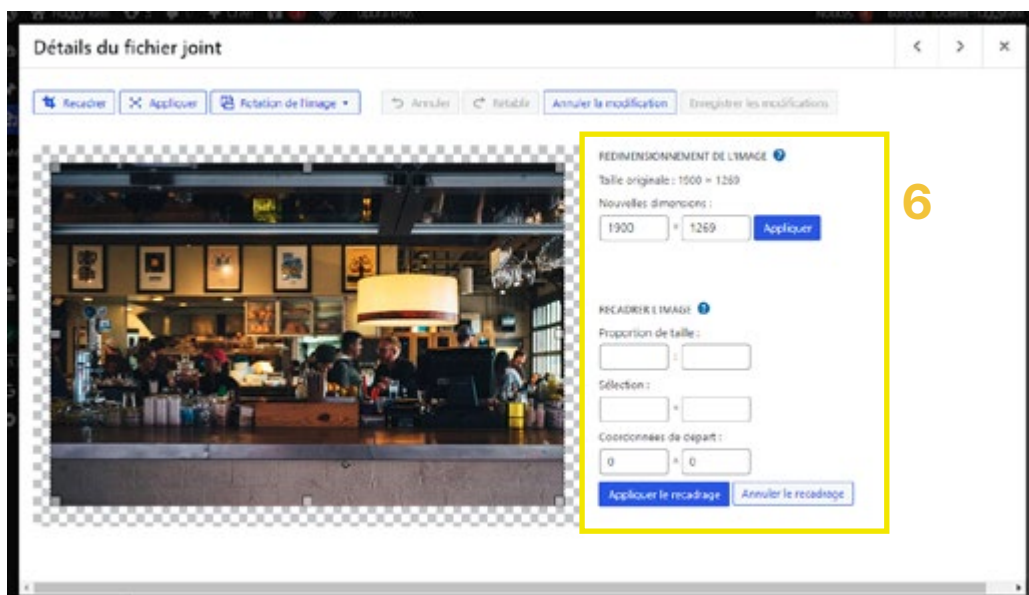 Détails du fichier joint
Recadrer Appliquer Rotation de l'image Annuler Rétablir Annuler la modification Enregistrer les modifications
REDIMENSIONNEMENT DE L'IMAGE
Taille originale : 1900 × 1269
Nouvelles dimensions :
1900 × 1269 Appliquer
6
RECADRER L'IMAGE
Proportion de taille :
:
Sélection :
×
Coordonnées de départ :
0 × 0
Appliquer le recadrage Annuler le recadrage